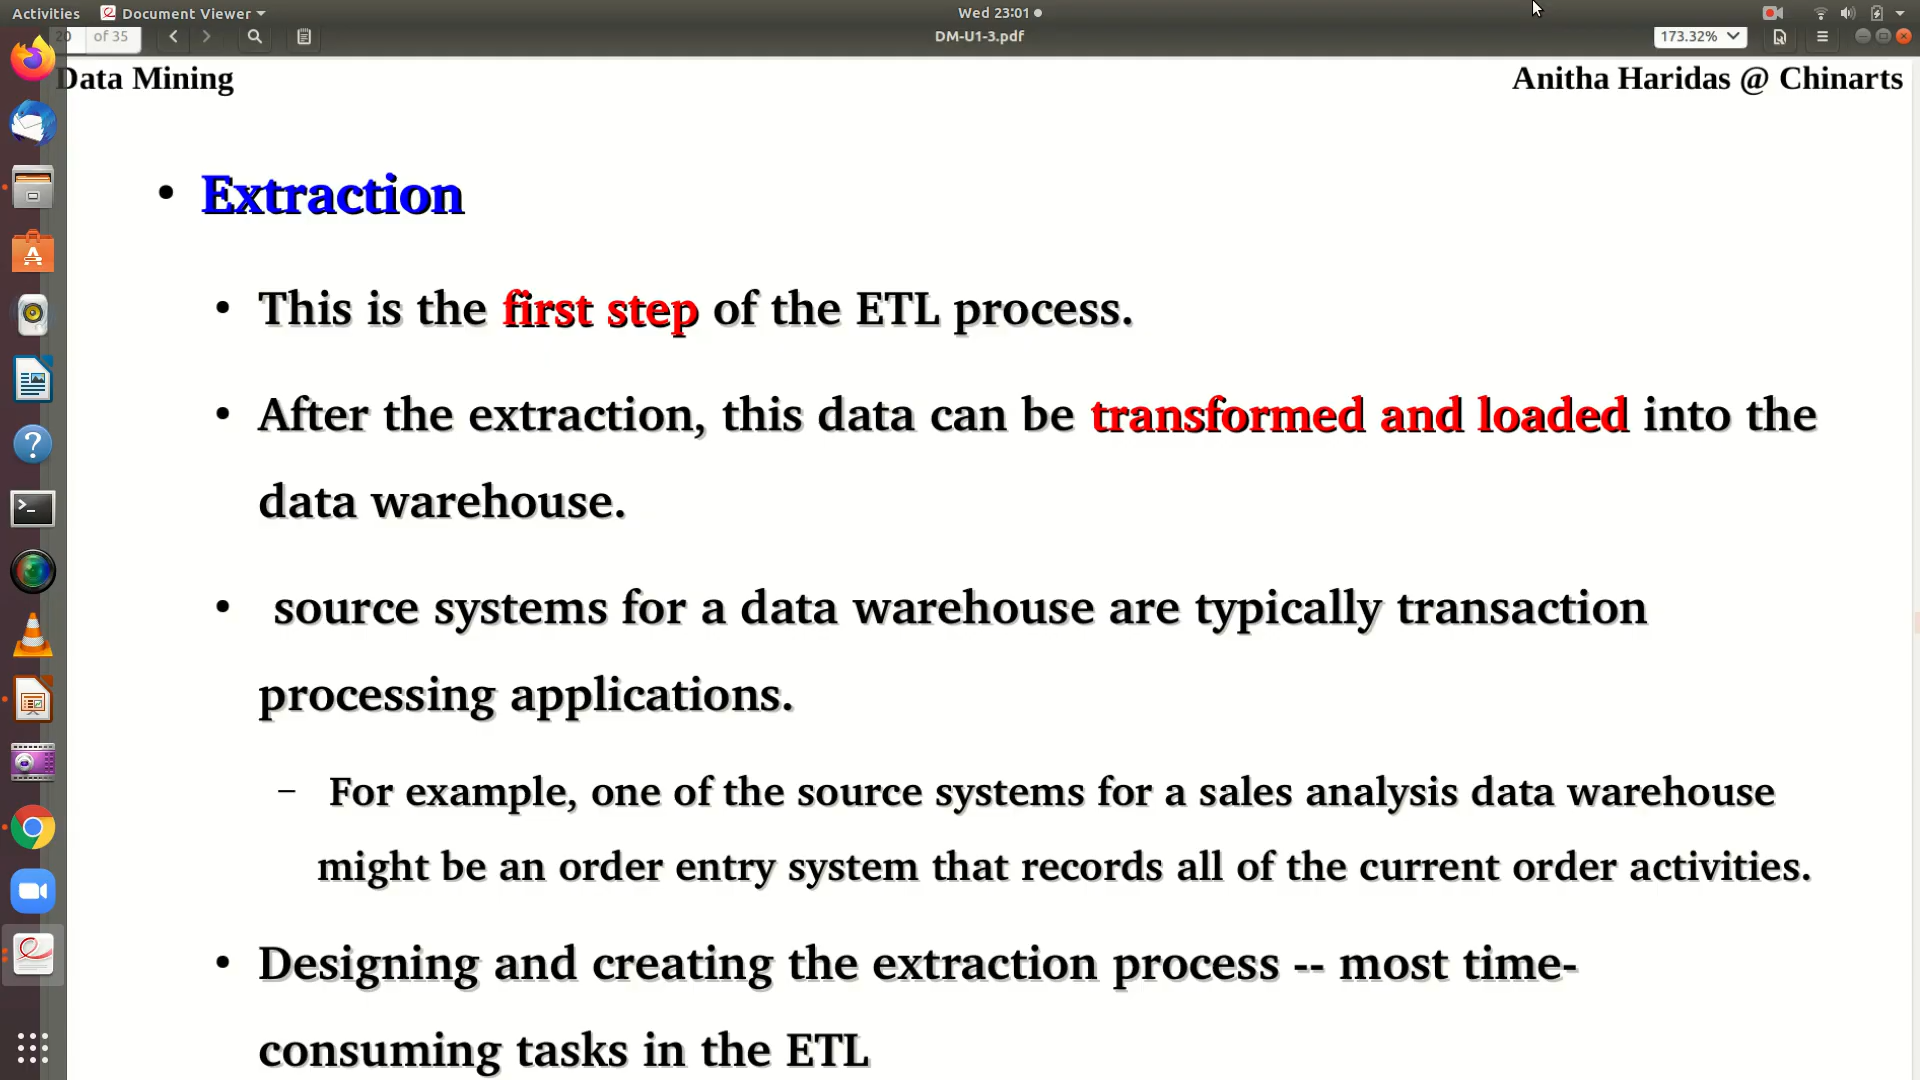 Activities Document Viewer Wed 23:01
20 of 35 DM-U1-3.pdf 173.32%
Data Mining Anitha Haridas @ Chinarts
• Extraction
• This is the first step of the ETL process.
• After the extraction, this data can be transformed and loaded into the
data warehouse.
• source systems for a data warehouse are typically transaction
processing applications.
– For example, one of the source systems for a sales analysis data warehouse
might be an order entry system that records all of the current order activities.
• Designing and creating the extraction process -- most time-
consuming tasks in the ETL